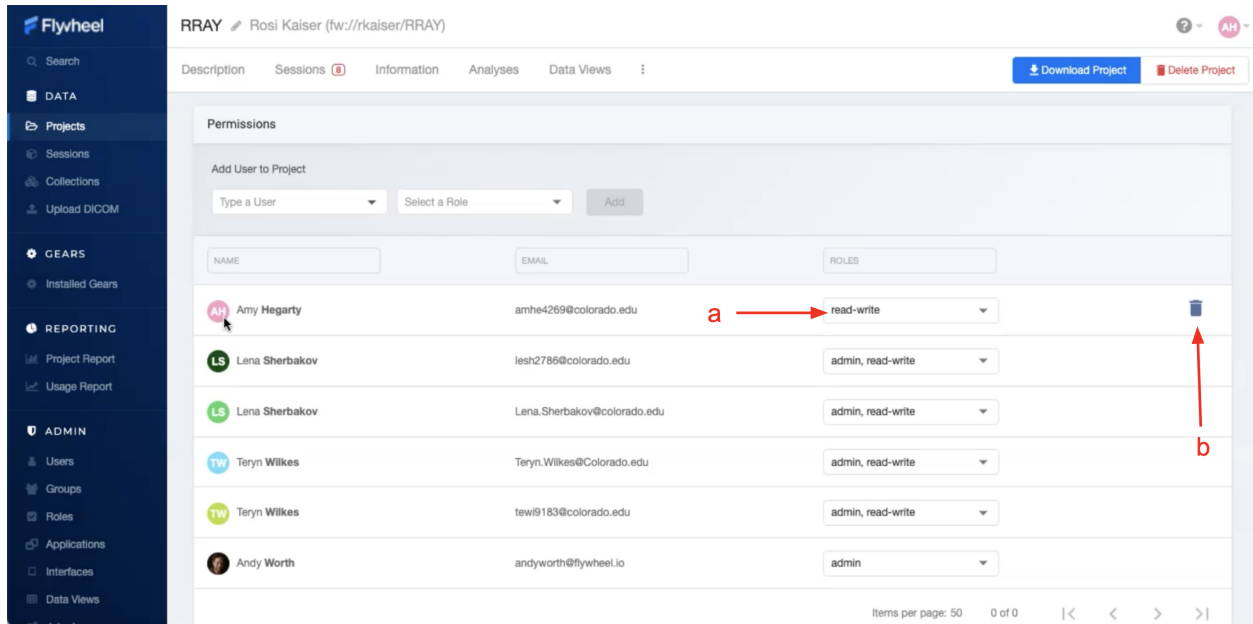 Flywheel
RRAY Rosi Kaiser (fw://rkaiser/RRAY)
? AH
Search
DATA
Projects
Sessions
Collections
Upload DICOM
GEARS
Installed Gears
REPORTING
Project Report
Usage Report
ADMIN
Users
Groups
Roles
Applications
Interfaces
Data Views
Description Sessions 8 Information Analyses Data Views
Download Project Delete Project
Permissions
Add User to Project
Type a User Select a Role Add
NAME EMAIL ROLES
AH Amy Hegarty amhe4269@colorado.edu a read-write
LS Lena Sherbakov lesh2786@colorado.edu admin, read-write
LS Lena Sherbakov Lena.Sherbakov@colorado.edu admin, read-write
b
TW Teryn Wilkes Teryn.Wilkes@Colorado.edu admin, read-write
TW Teryn Wilkes tewi9183@colorado.edu admin, read-write
Andy Worth andyworth@flywheel.io admin
Items per page: 50 0 of 0 |< < > >|